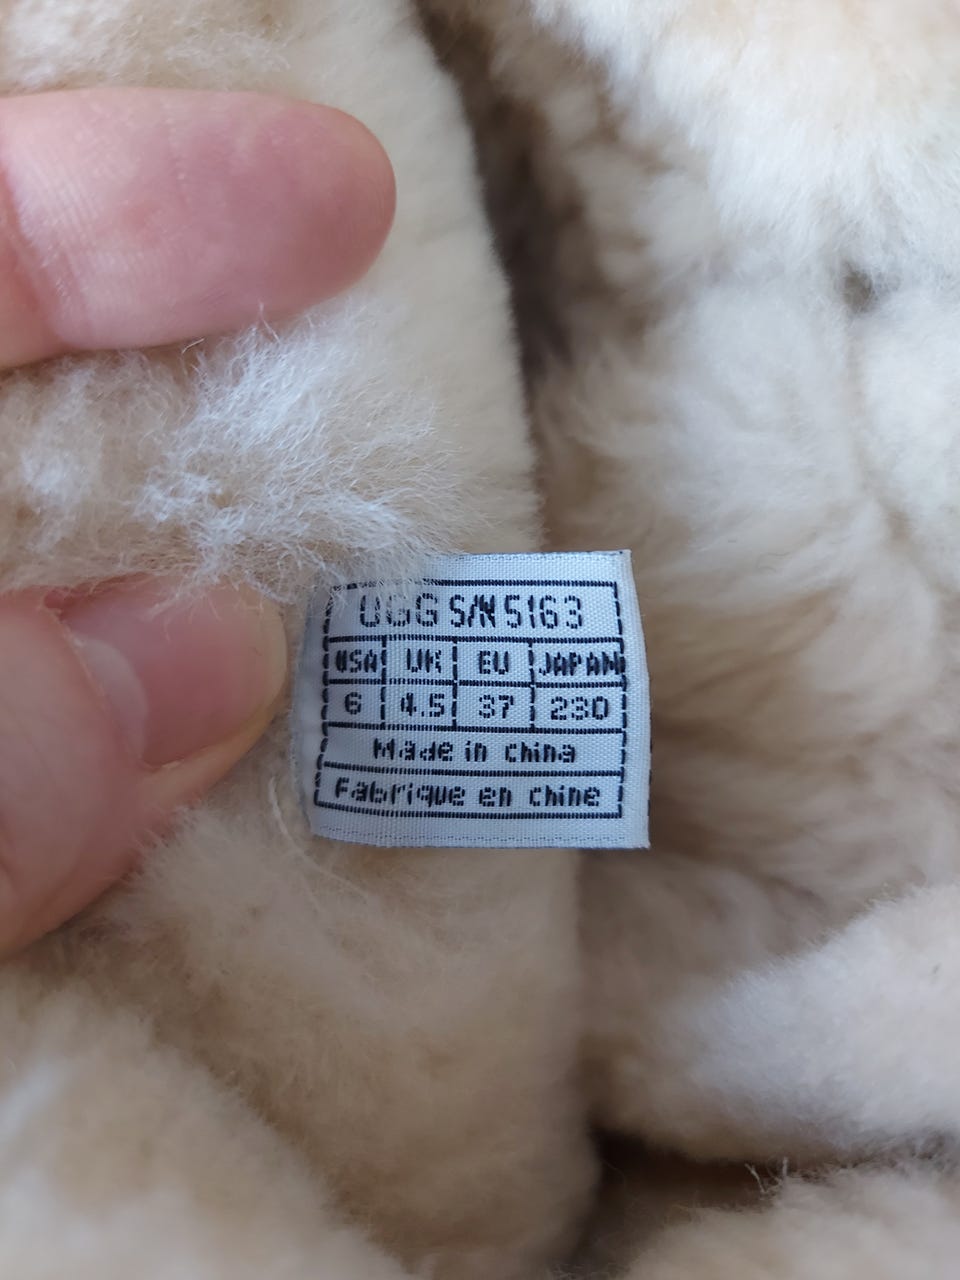 UGG S/N 5163
USA UK EU JAPAN
6 4.5 37 230
Made in china
Fabrique en chine